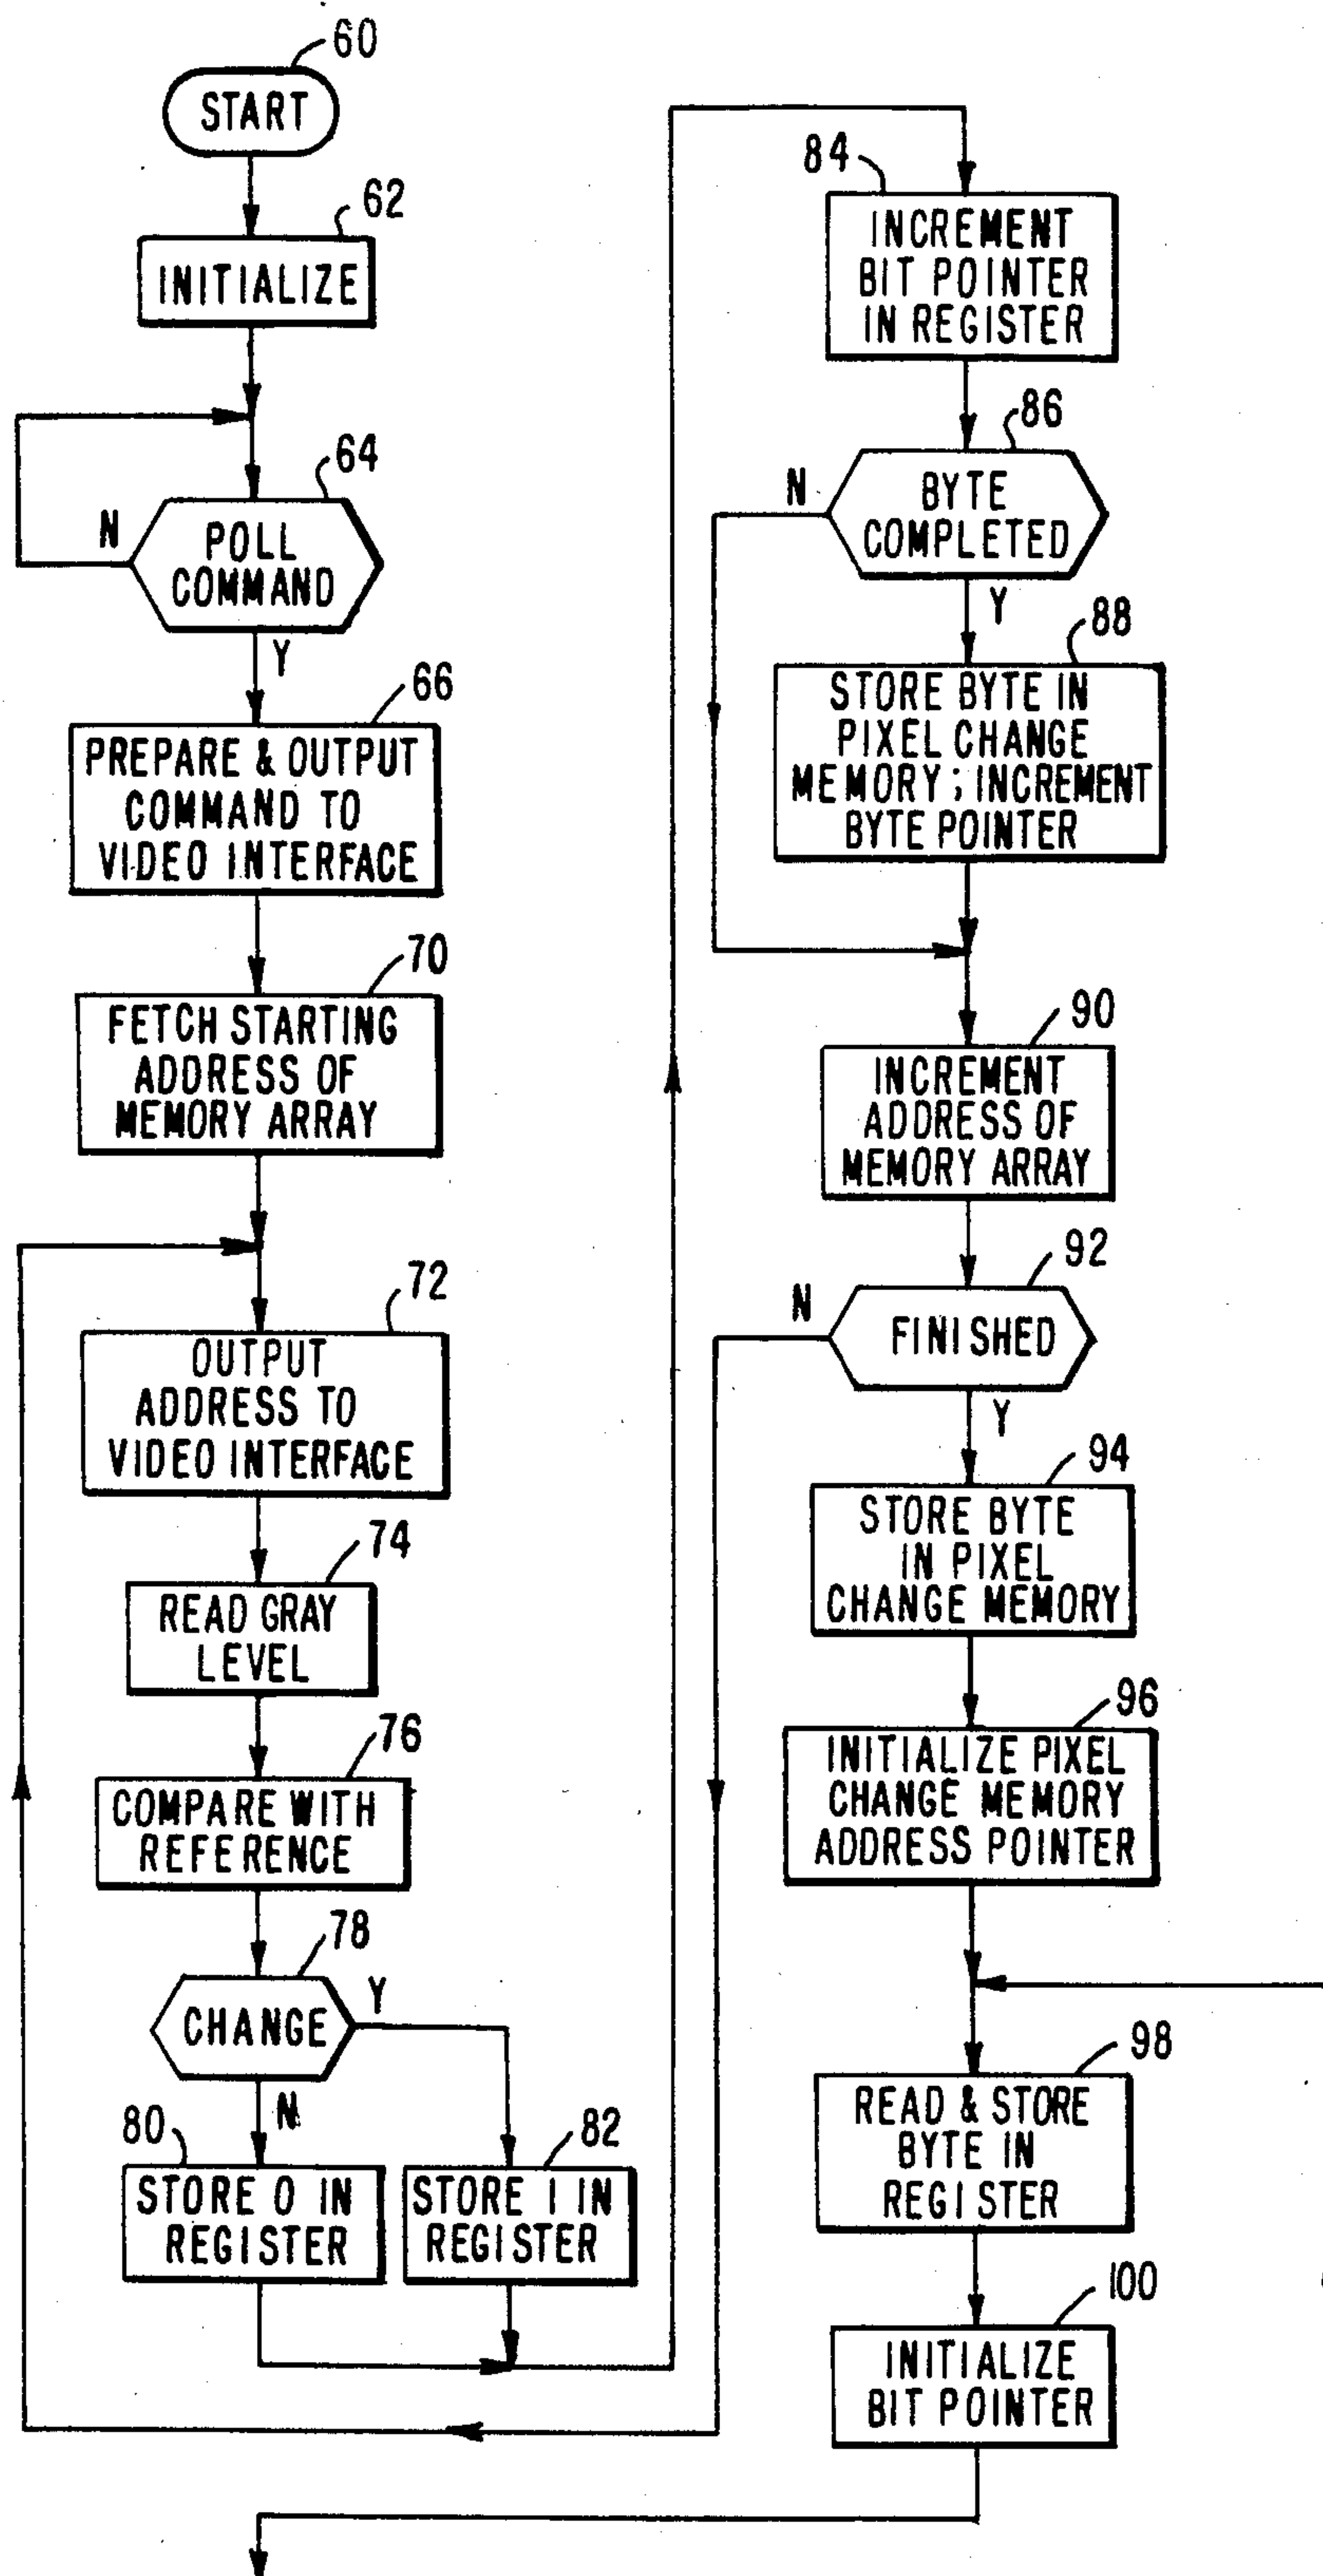 60
START
62
INITIALIZE
64
N
POLL
COMMAND
Y
66
PREPARE & OUTPUT
COMMAND TO
VIDEO INTERFACE
70
FETCH STARTING
ADDRESS OF
MEMORY ARRAY
72
OUTPUT
ADDRESS TO
VIDEO INTERFACE
74
READ GRAY
LEVEL
76
COMPARE WITH
REFERENCE
78
CHANGE
Y
N
80
STORE 0 IN
REGISTER
82
STORE 1 IN
REGISTER
84
INCREMENT
BIT POINTER
IN REGISTER
86
N
BYTE
COMPLETED
Y
88
STORE BYTE IN
PIXEL CHANGE
MEMORY; INCREMENT
BYTE POINTER
90
INCREMENT
ADDRESS OF
MEMORY ARRAY
92
N
FINISHED
Y
94
STORE BYTE
IN PIXEL
CHANGE MEMORY
96
INITIALIZE PIXEL
CHANGE MEMORY
ADDRESS POINTER
98
READ & STORE
BYTE IN
REGISTER
100
INITIALIZE
BIT POINTER